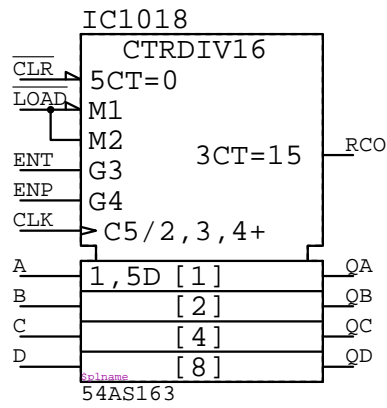 IC1018
CTRDIV16
CLR 5CT=0
LOAD M1
M2
3CT=15 RCO
ENT G3
ENP G4
CLK C5/2,3,4+
A 1,5D [1] QA
B [2] QB
C [4] QC
D [8] QD
$plname
54AS163